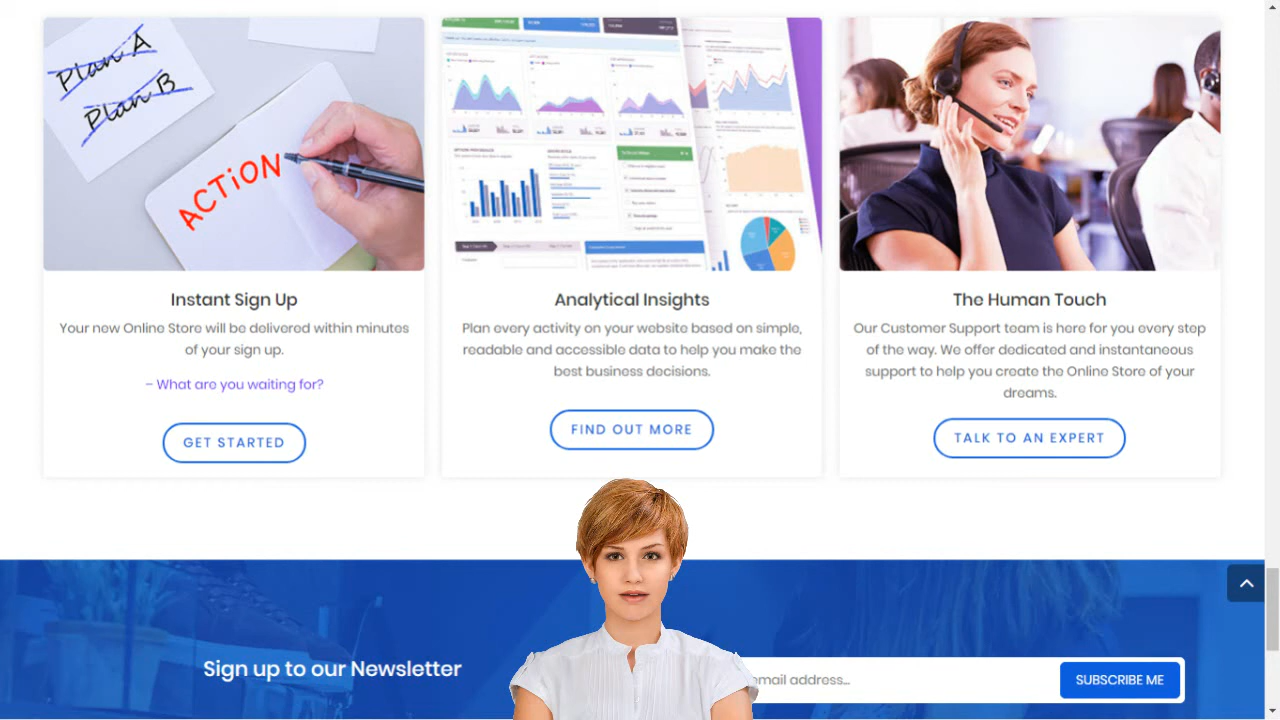 Plan A
Plan B
ACTION
Instant Sign Up
Your new Online Store will be delivered within minutes
of your sign up.
– What are you waiting for?
GET STARTED
Analytical Insights
Plan every activity on your website based on simple,
readable and accessible data to help you make the
best business decisions.
FIND OUT MORE
The Human Touch
Our Customer Support team is here for you every step
of the way. We offer dedicated and instantaneous
support to help you create the Online Store of your
dreams.
TALK TO AN EXPERT
Sign up to our Newsletter
address...
SUBSCRIBE ME